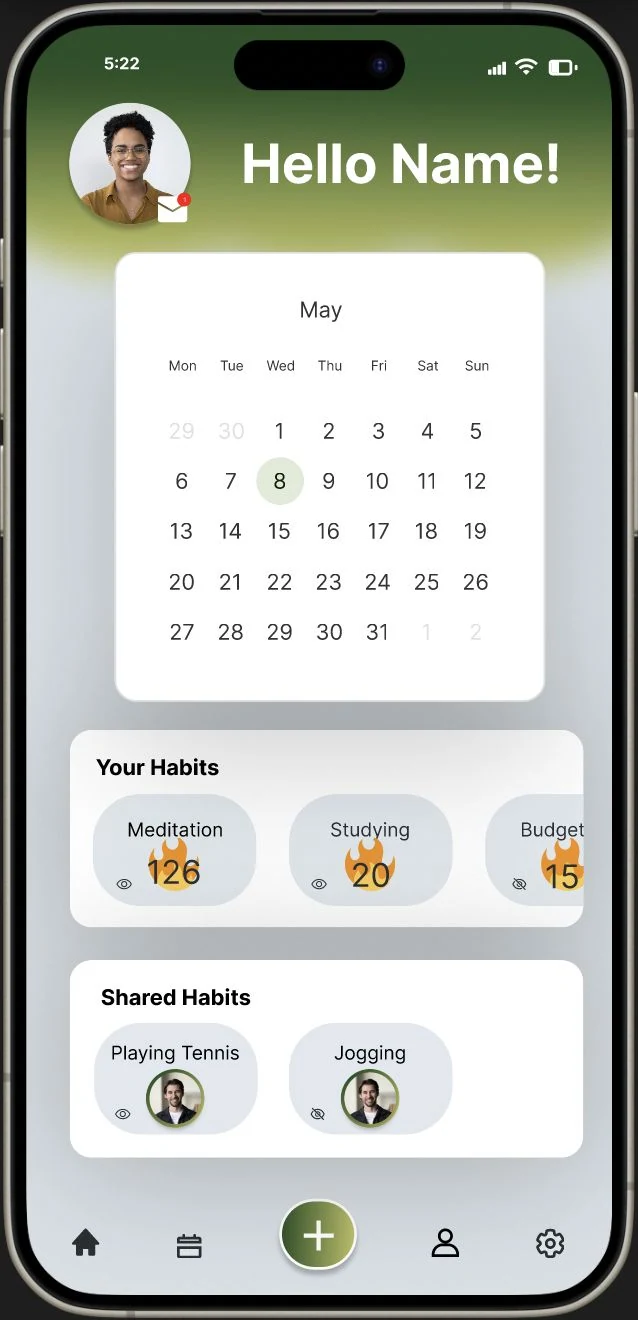 5:22
1
Hello Name!
May
Mon Tue Wed Thu Fri Sat Sun
29 30 1 2 3 4 5
6 7 8 9 10 11 12
13 14 15 16 17 18 19
20 21 22 23 24 25 26
27 28 29 30 31 1 2
Your Habits
Meditation Studying Budget
126 20 15
Shared Habits
Playing Tennis Jogging